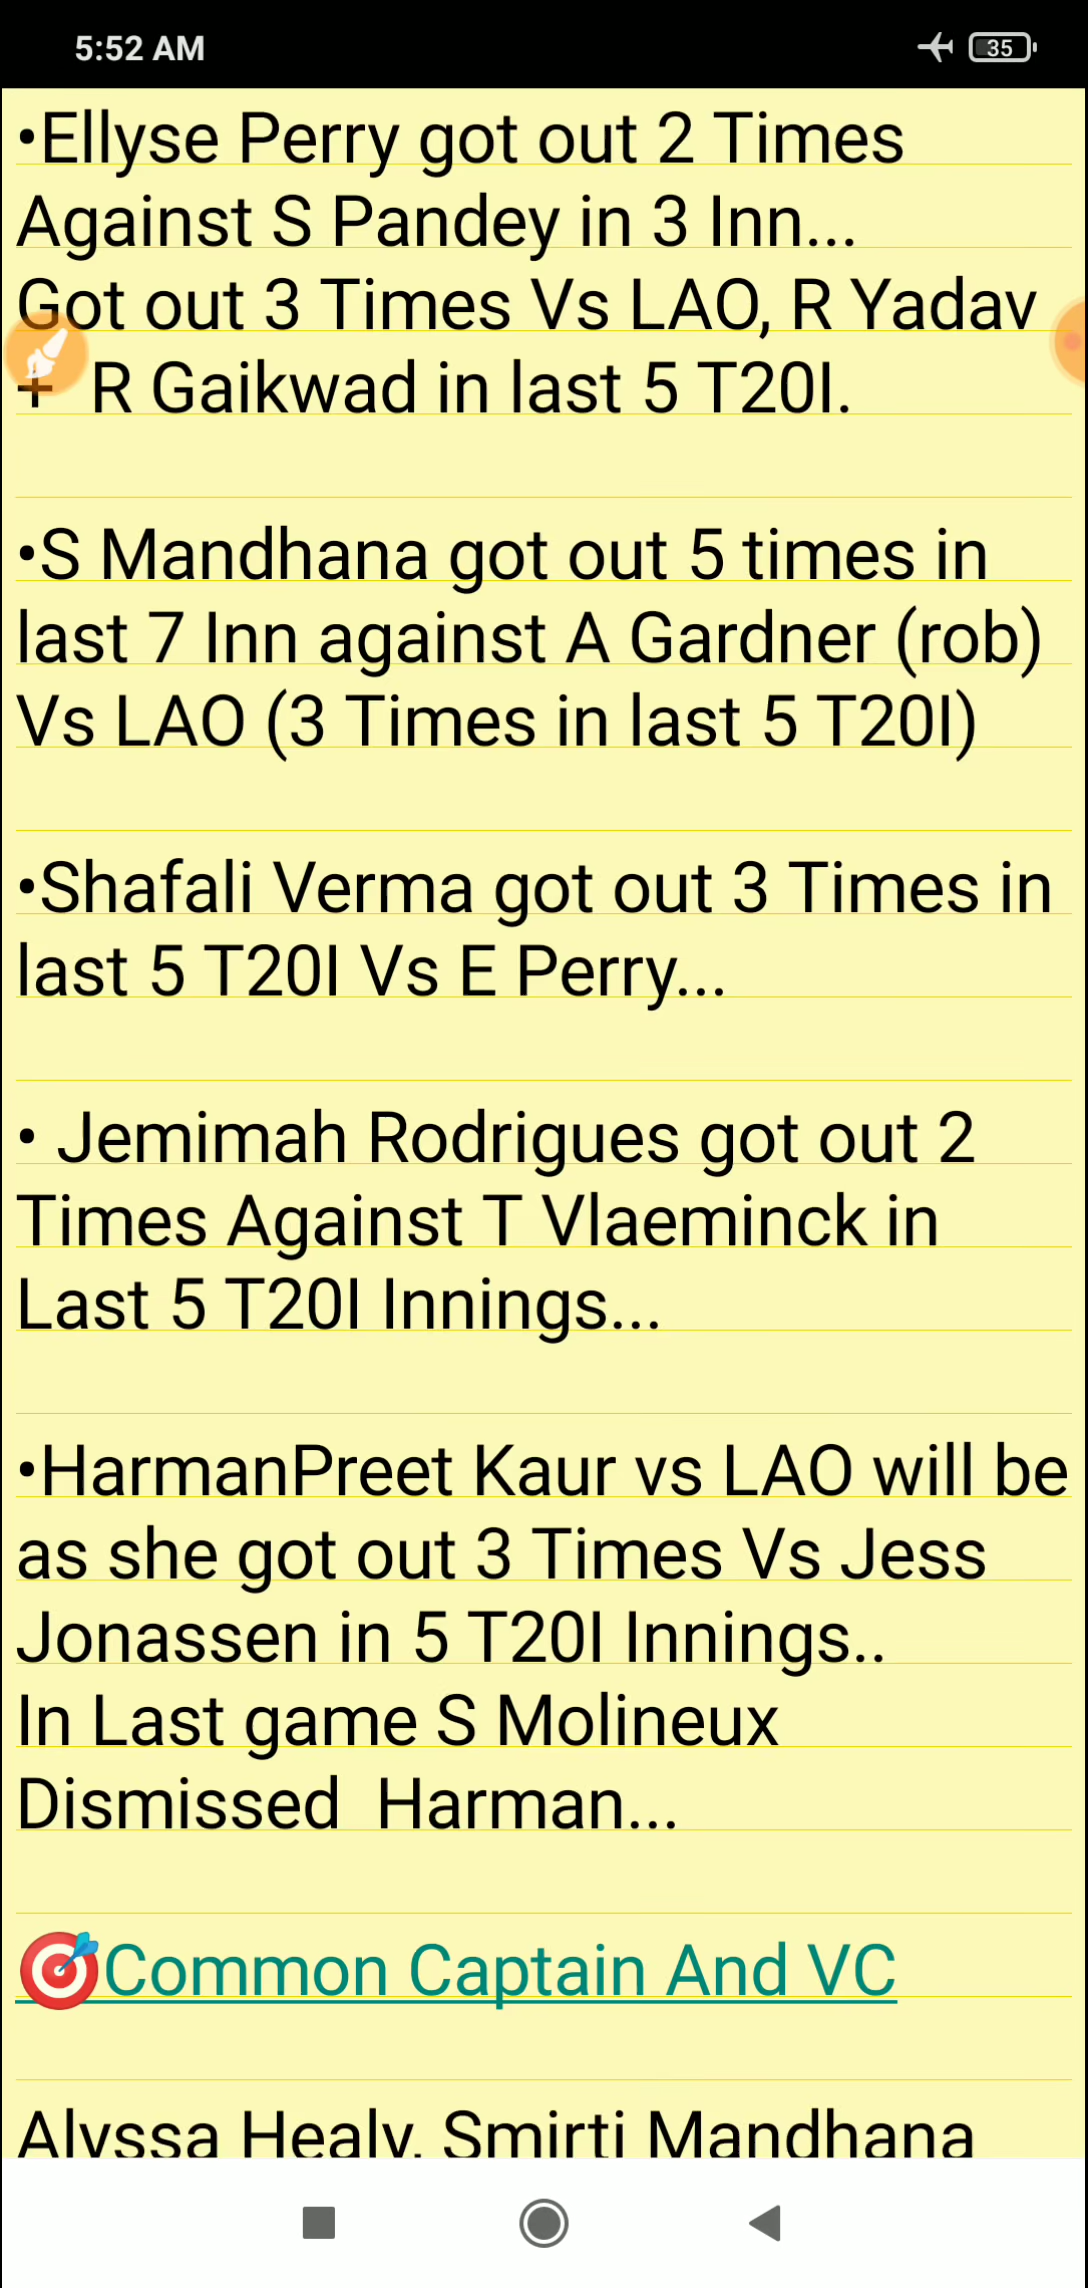 5:52 AM
35
•Ellyse Perry got out 2 Times
Against S Pandey in 3 Inn...
Got out 3 Times Vs LAO, R Yadav
+ R Gaikwad in last 5 T20I.
•S Mandhana got out 5 times in
last 7 Inn against A Gardner (rob)
Vs LAO (3 Times in last 5 T20I)
•Shafali Verma got out 3 Times in
last 5 T20I Vs E Perry...
• Jemimah Rodrigues got out 2
Times Against T Vlaeminck in
Last 5 T20I Innings...
•HarmanPreet Kaur vs LAO will be
as she got out 3 Times Vs Jess
Jonassen in 5 T20I Innings..
In Last game S Molineux
Dismissed  Harman...
🎯Common Captain And VC
Alyssa Healy, Smirti Mandhana